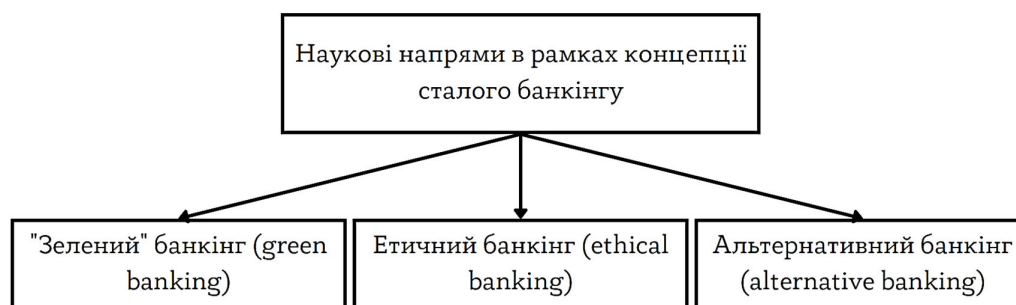 Наукові напрями в рамках концепції
сталого банкінгу
"Зелений" банкінг (green
banking)
Етичний банкінг (ethical
banking)
Альтернативний банкінг
(alternative banking)